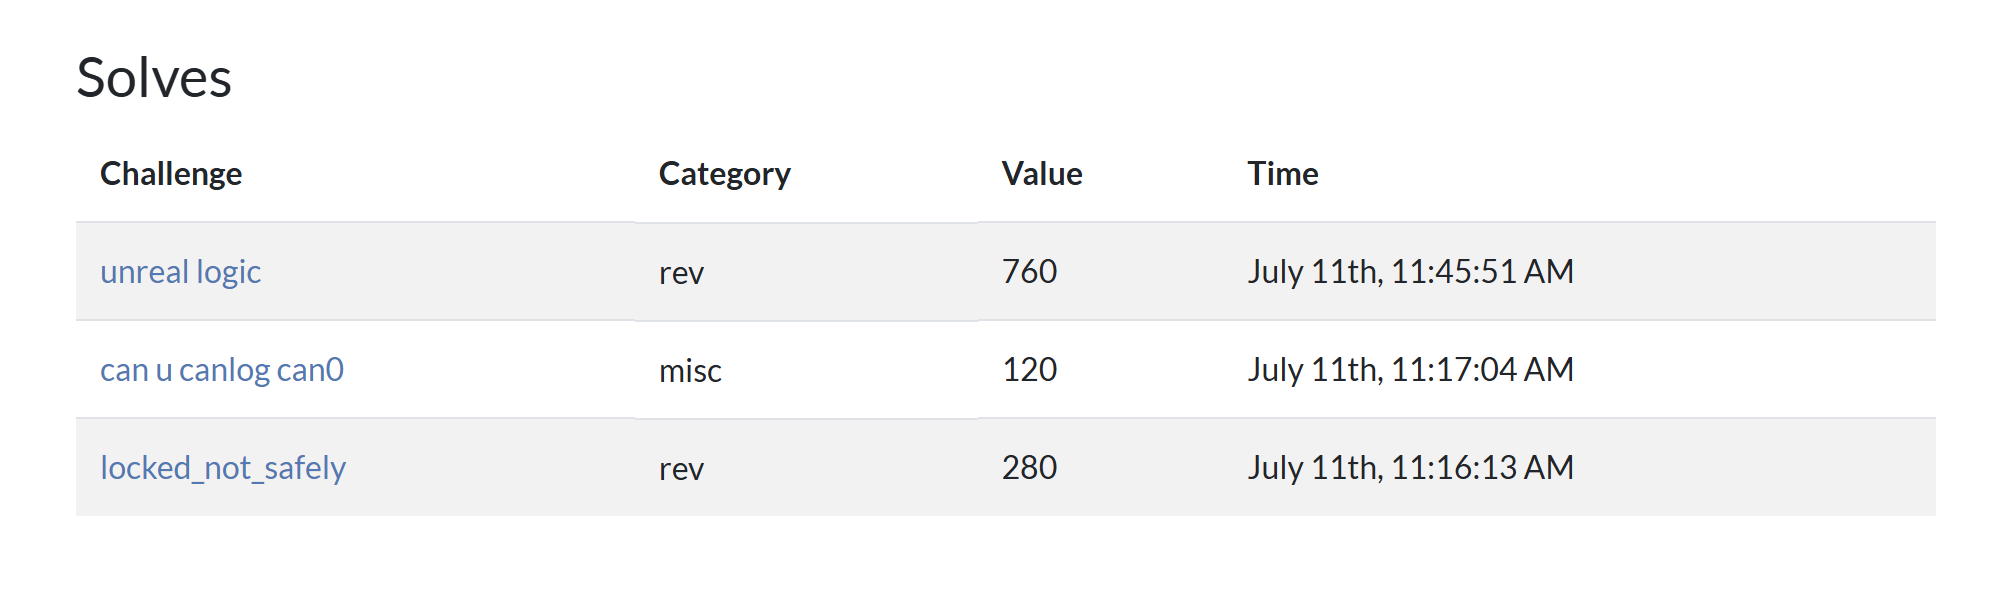 Solves
Challenge Category Value Time
unreal logic rev 760 July 11th, 11:45:51 AM
can u canlog can0 misc 120 July 11th, 11:17:04 AM
locked_not_safely rev 280 July 11th, 11:16:13 AM